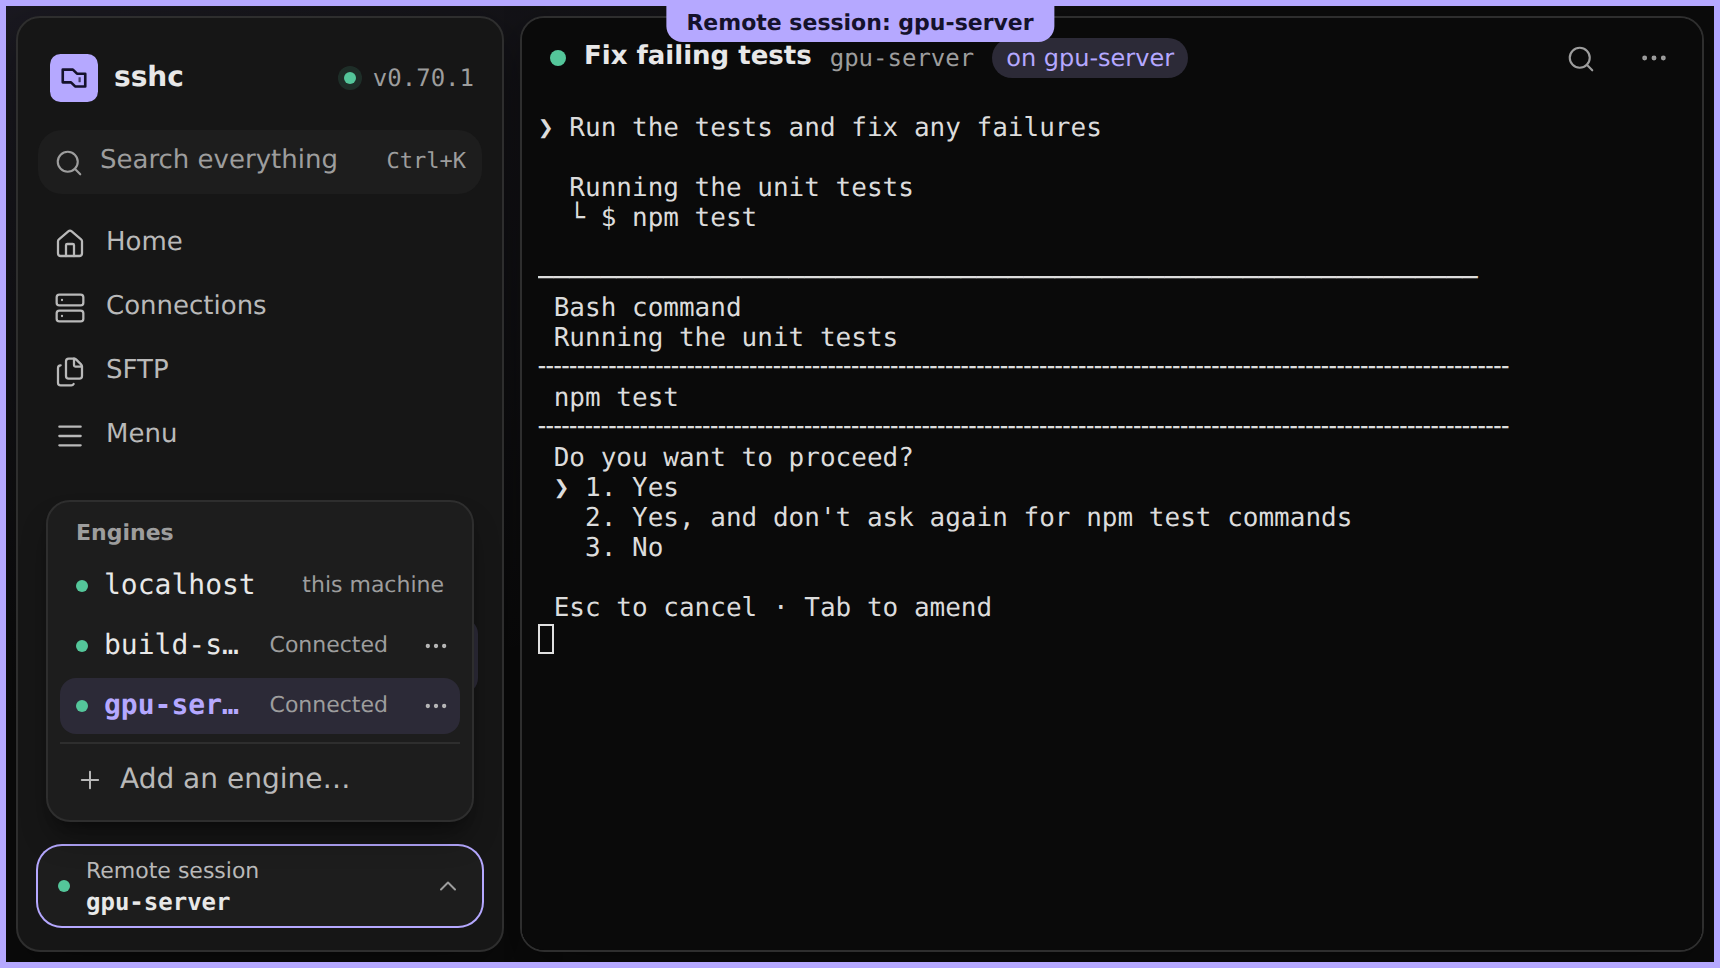 Remote session: gpu-server
sshc
v0.70.1
Search everything
Ctrl+K
Home
Connections
SFTP
Menu
Engines
localhost
this machine
build-s…
Connected
gpu-ser…
Connected
Add an engine…
Remote session
gpu-server
Fix failing tests
gpu-server
on gpu-server
❯ Run the tests and fix any failures
Running the unit tests
└ $ npm test
Bash command
Running the unit tests
npm test
Do you want to proceed?
❯ 1. Yes
2. Yes, and don't ask again for npm test commands
3. No
Esc to cancel · Tab to amend